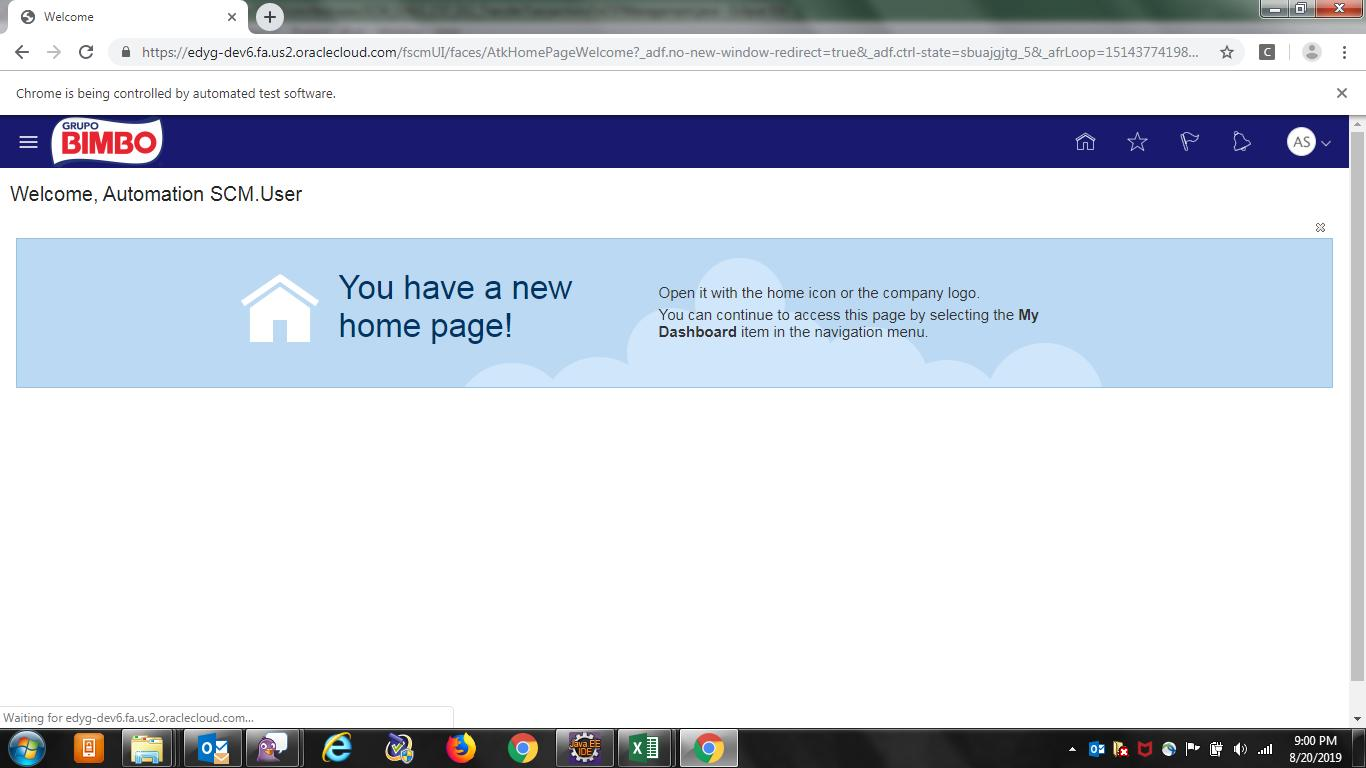 Welcome
https://edyg-dev6.fa.us2.oraclecloud.com/fscmUI/faces/AtkHomePageWelcome?_adf.no-new-window-redirect=true&_adf.ctrl-state=sbuajgjtg_5&_afrLoop=15143774198...
C
Chrome is being controlled by automated test software.
GRUPO
BIMBO
AS
Welcome, Automation SCM.User
You have a new
home page!
Open it with the home icon or the company logo.
You can continue to access this page by selecting the My
Dashboard item in the navigation menu.
Waiting for edyg-dev6.fa.us2.oraclecloud.com...
Java EE
IDE
9:00 PM
8/20/2019